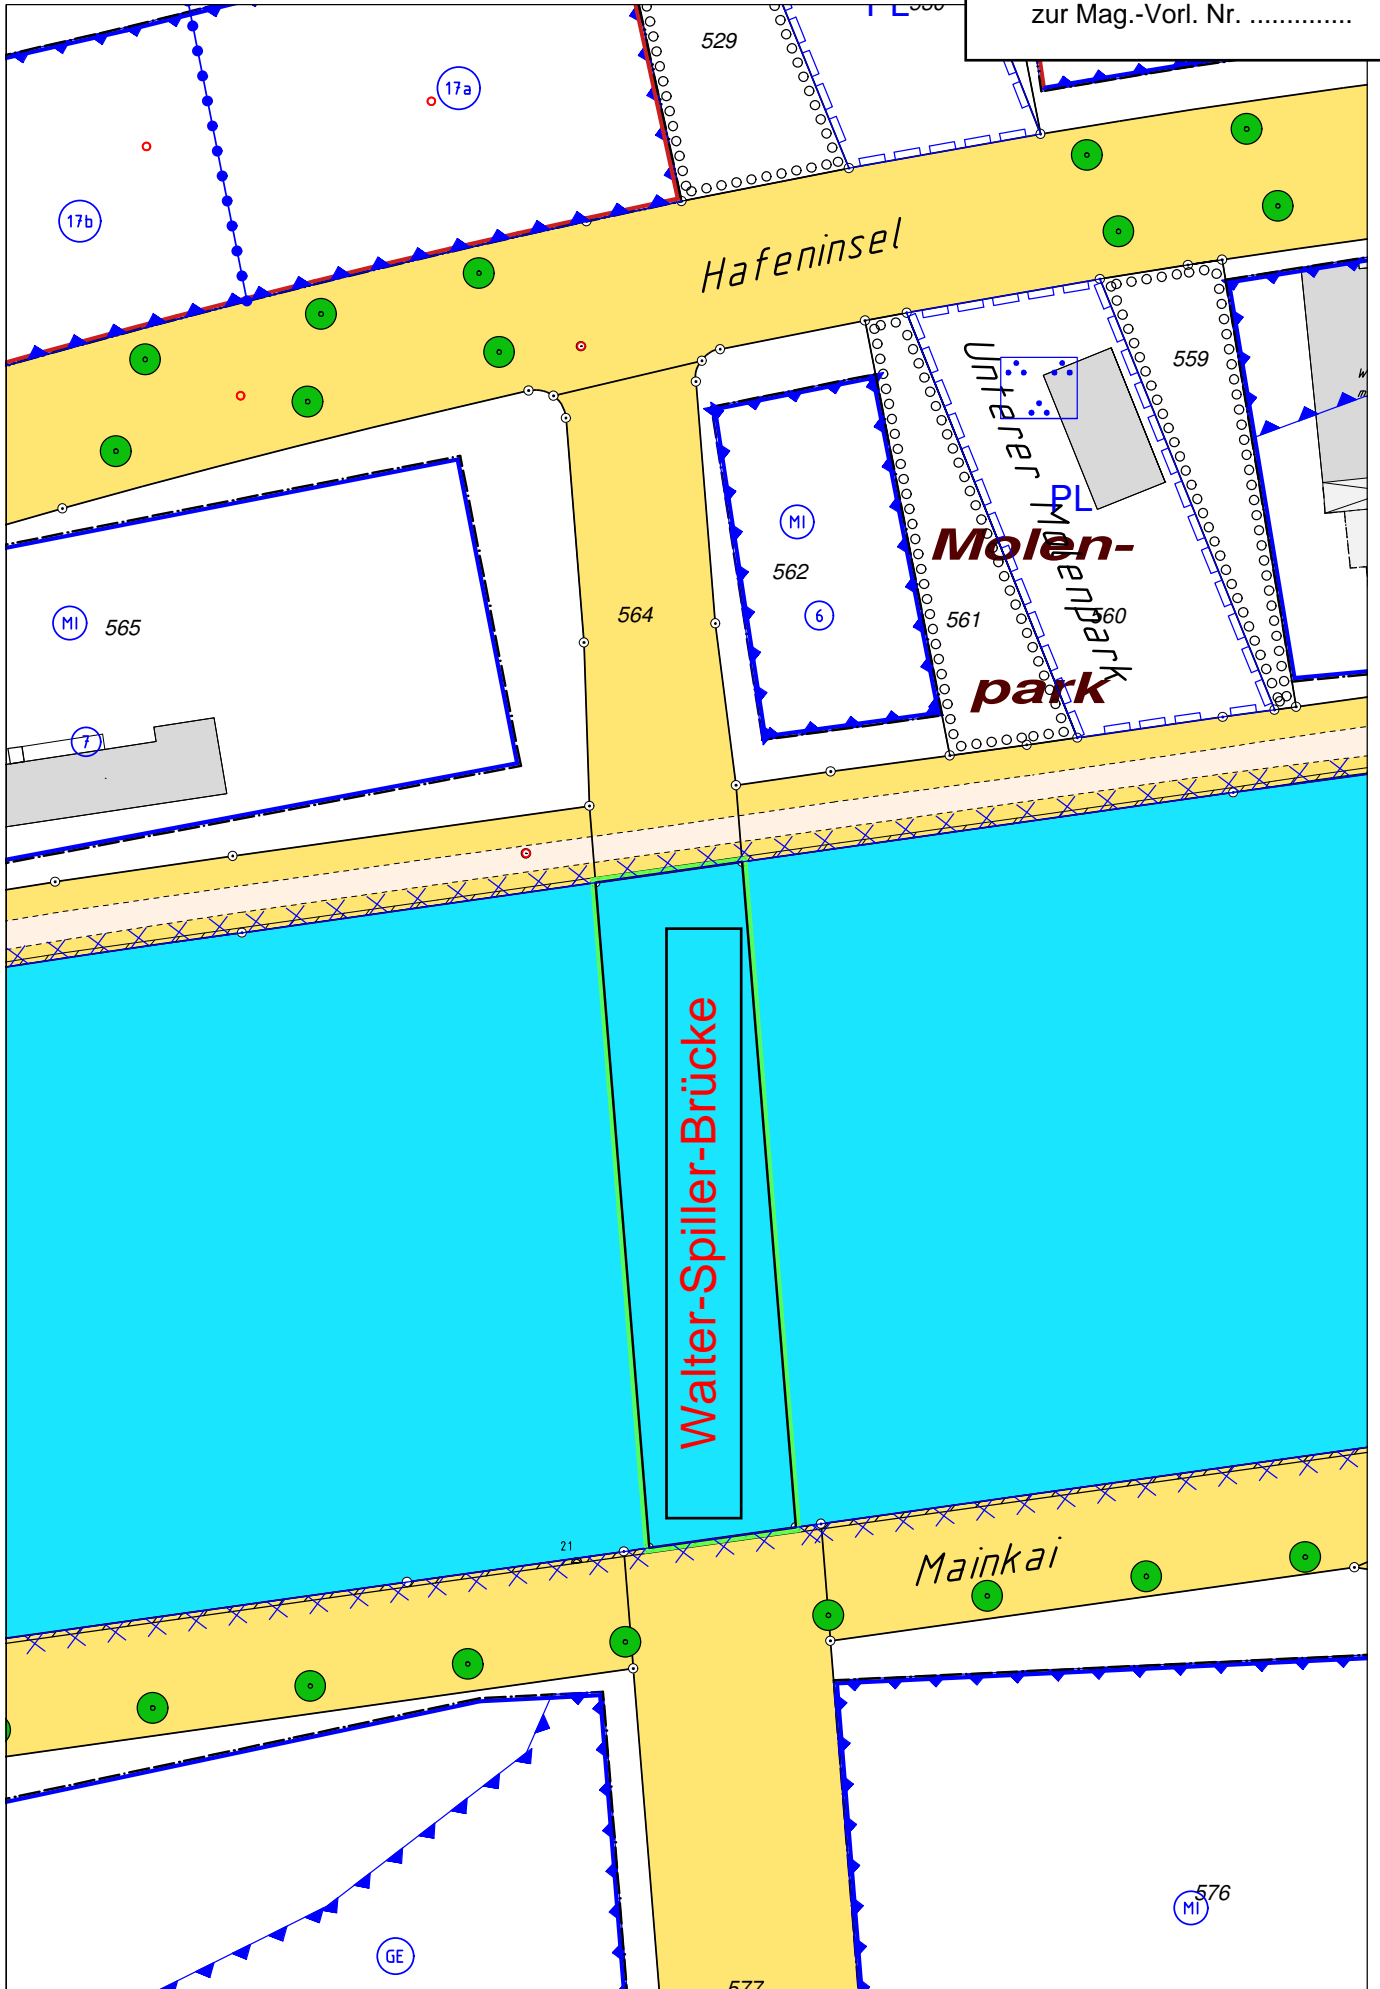 zur Mag.-Vorl. Nr. ..............
529
17a
17b
Hafeninsel
559
Unterer Molenpark
PL
MI
562
Molen-
6
564
561
560
MI
565
park
7
Walter-Spiller-Brücke
21
Mainkai
576
MI
GE
577